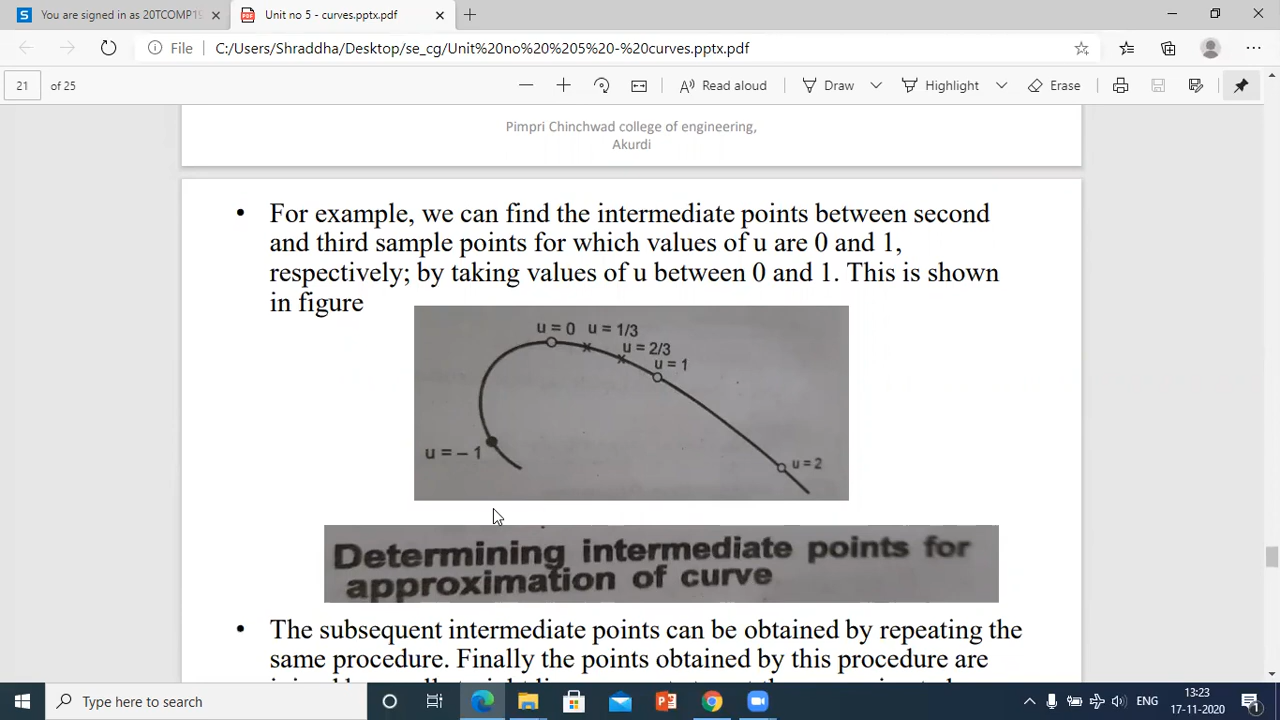 You are signed in as 20TCOMP1S
Unit no 5 - curves.pptx.pdf
File
C:/Users/Shraddha/Desktop/se_cg/Unit%20no%20%205%20-%20curves.pptx.pdf
21 of 25
Read aloud
Draw
Highlight
Erase
Pimpri Chinchwad college of engineering,
Akurdi
• For example, we can find the intermediate points between second
and third sample points for which values of u are 0 and 1,
respectively; by taking values of u between 0 and 1. This is shown
in figure
u = 0 u = 1/3
u = 2/3
u = 1
u = – 1
u = 2
Determining intermediate points for
approximation of curve
• The subsequent intermediate points can be obtained by repeating the
same procedure. Finally the points obtained by this procedure are
Type here to search
ENG
13:23
17-11-2020
1